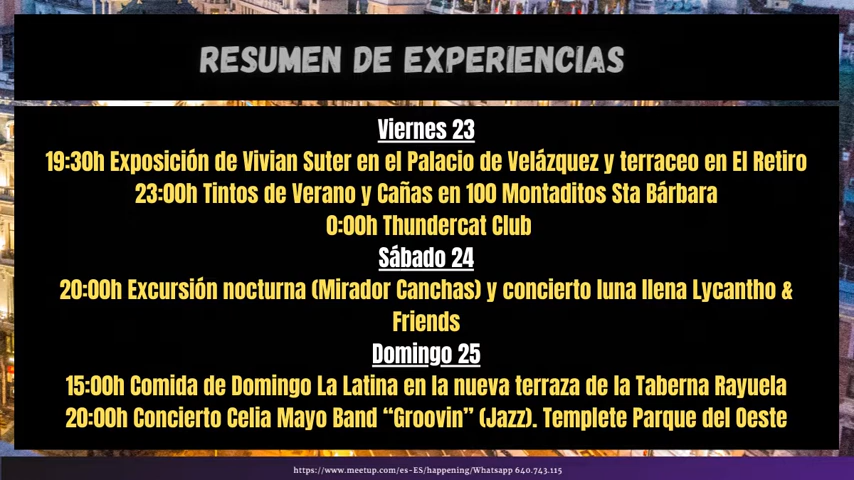 RESUMEN DE EXPERIENCIAS
Viernes 23
19:30h Exposición de Vivian Suter en el Palacio de Velázquez y terraceo en El Retiro
23:00h Tintos de Verano y Cañas en 100 Montaditos Sta Bárbara
0:00h Thundercat Club
Sábado 24
20:00h Excursión nocturna (Mirador Canchas) y concierto luna llena Lycantho &
Friends
Domingo 25
15:00h Comida de Domingo La Latina en la nueva terraza de la Taberna Rayuela
20:00h Concierto Celia Mayo Band “Groovin” (Jazz). Templete Parque del Oeste
https://www.meetup.com/es-ES/happening/Whatsapp 640.743.115